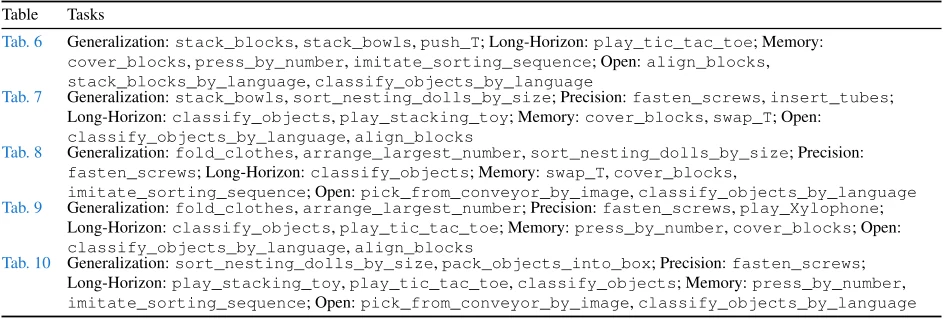 Table Tasks
Tab. 6 Generalization: stack_blocks, stack_bowls, push_T; Long-Horizon: play_tic_tac_toe; Memory:
cover_blocks, press_by_number, imitate_sorting_sequence; Open: align_blocks,
stack_blocks_by_language, classify_objects_by_language
Tab. 7 Generalization: stack_bowls, sort_nesting_dolls_by_size; Precision: fasten_screws, insert_tubes;
Long-Horizon: classify_objects, play_stacking_toy; Memory: cover_blocks, swap_T; Open:
classify_objects_by_language, align_blocks
Tab. 8 Generalization: fold_clothes, arrange_largest_number, sort_nesting_dolls_by_size; Precision:
fasten_screws; Long-Horizon: classify_objects; Memory: swap_T, cover_blocks,
imitate_sorting_sequence; Open: pick_from_conveyor_by_image, classify_objects_by_language
Tab. 9 Generalization: fold_clothes, arrange_largest_number; Precision: fasten_screws, play_Xylophone;
Long-Horizon: classify_objects, play_tic_tac_toe; Memory: press_by_number, cover_blocks; Open:
classify_objects_by_language, align_blocks
Tab. 10 Generalization: sort_nesting_dolls_by_size, pack_objects_into_box; Precision: fasten_screws;
Long-Horizon: play_stacking_toy, play_tic_tac_toe, classify_objects; Memory: press_by_number,
imitate_sorting_sequence; Open: pick_from_conveyor_by_image, classify_objects_by_language